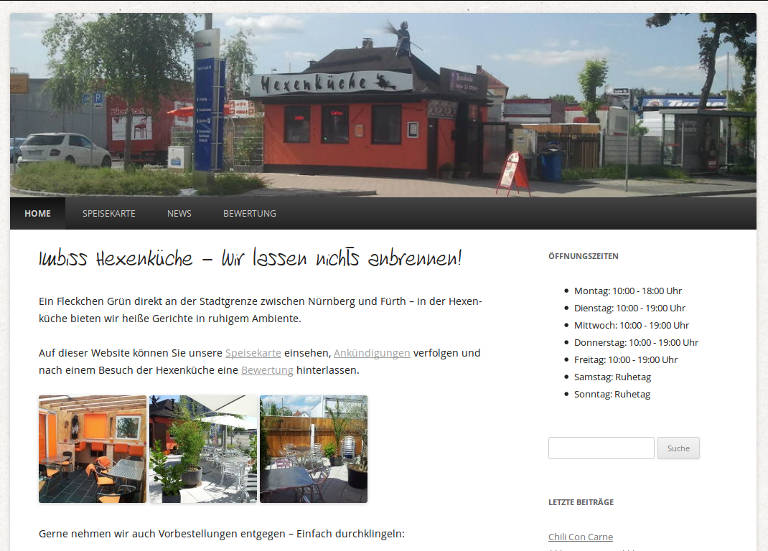 Hexenküche
HOME SPEISEKARTE NEWS BEWERTUNG
Imbiss Hexenküche – Wir lassen nichts anbrennen!
Ein Fleckchen Grün direkt an der Stadtgrenze zwischen Nürnberg und Fürth – in der Hexen-
küche bieten wir heiße Gerichte in ruhigem Ambiente.
Auf dieser Website können Sie unsere Speisekarte einsehen, Ankündigungen verfolgen und
nach einem Besuch der Hexenküche eine Bewertung hinterlassen.
Gerne nehmen wir auch Vorbestellungen entgegen – Einfach durchklingeln:
ÖFFNUNGSZEITEN
Montag: 10:00 - 18:00 Uhr
Dienstag: 10:00 - 19:00 Uhr
Mittwoch: 10:00 - 19:00 Uhr
Donnerstag: 10:00 - 19:00 Uhr
Freitag: 10:00 - 19:00 Uhr
Samstag: Ruhetag
Sonntag: Ruhetag
Suche
LETZTE BEITRÄGE
Chili Con Carne